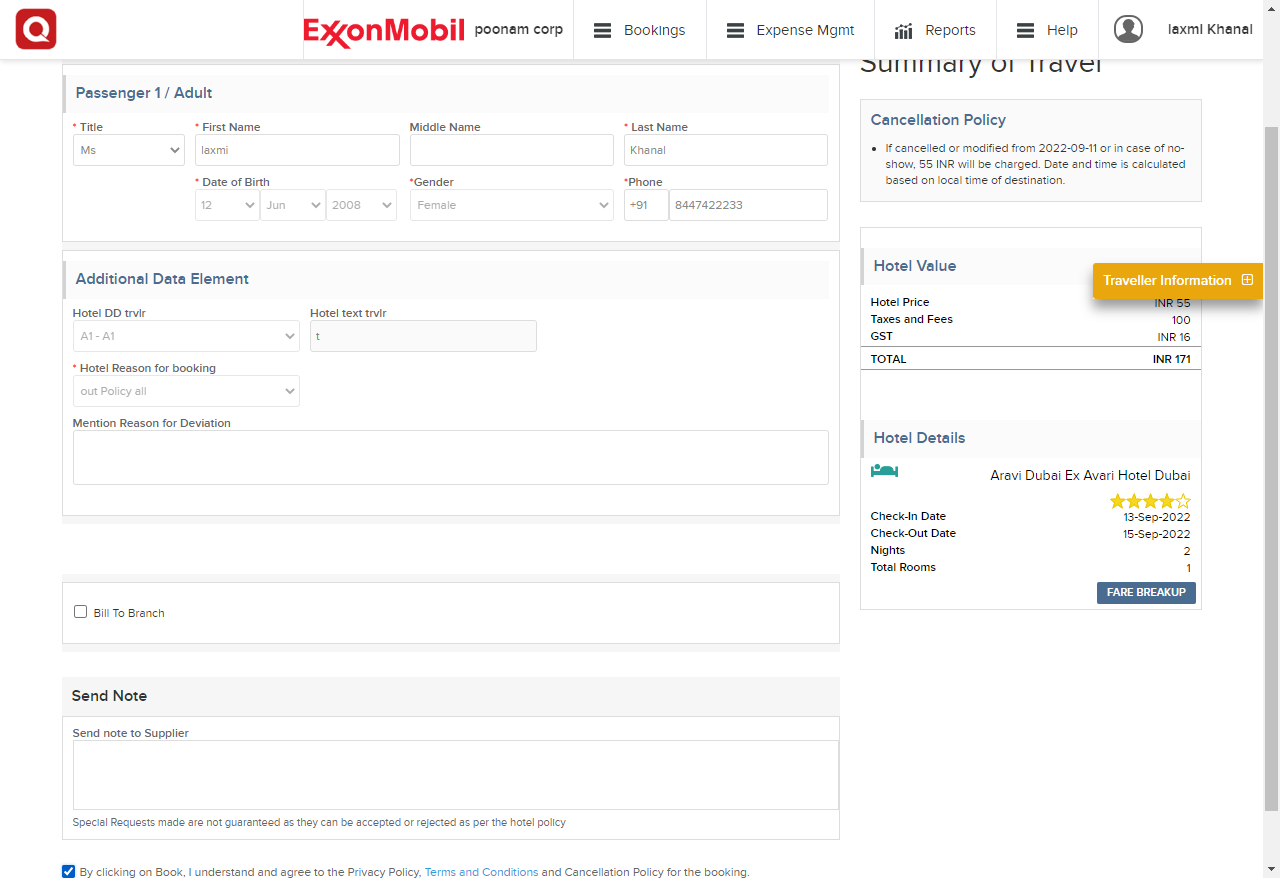 ExxonMobil poonam corp Bookings Expense Mgmt Reports Help laxmi Khanal
Summary of Travel
Passenger 1 / Adult
* Title * First Name Middle Name * Last Name
Ms laxmi Khanal
* Date of Birth *Gender *Phone
12 Jun 2008 Female +91 8447422233
Additional Data Element
Hotel DD trvlr Hotel text trvlr
A1 - A1 t
* Hotel Reason for booking
out Policy all
Mention Reason for Deviation
Bill To Branch
Send Note
Send note to Supplier
Special Requests made are not guaranteed as they can be accepted or rejected as per the hotel policy
By clicking on Book, I understand and agree to the Privacy Policy, Terms and Conditions and Cancellation Policy for the booking.
Cancellation Policy
If cancelled or modified from 2022-09-11 or in case of no-
show, 55 INR will be charged. Date and time is calculated
based on local time of destination.
Hotel Value
Traveller Information
Hotel Price INR 55
Taxes and Fees 100
GST INR 16
TOTAL INR 171
Hotel Details
Aravi Dubai Ex Avari Hotel Dubai
Check-In Date 13-Sep-2022
Check-Out Date 15-Sep-2022
Nights 2
Total Rooms 1
FARE BREAKUP